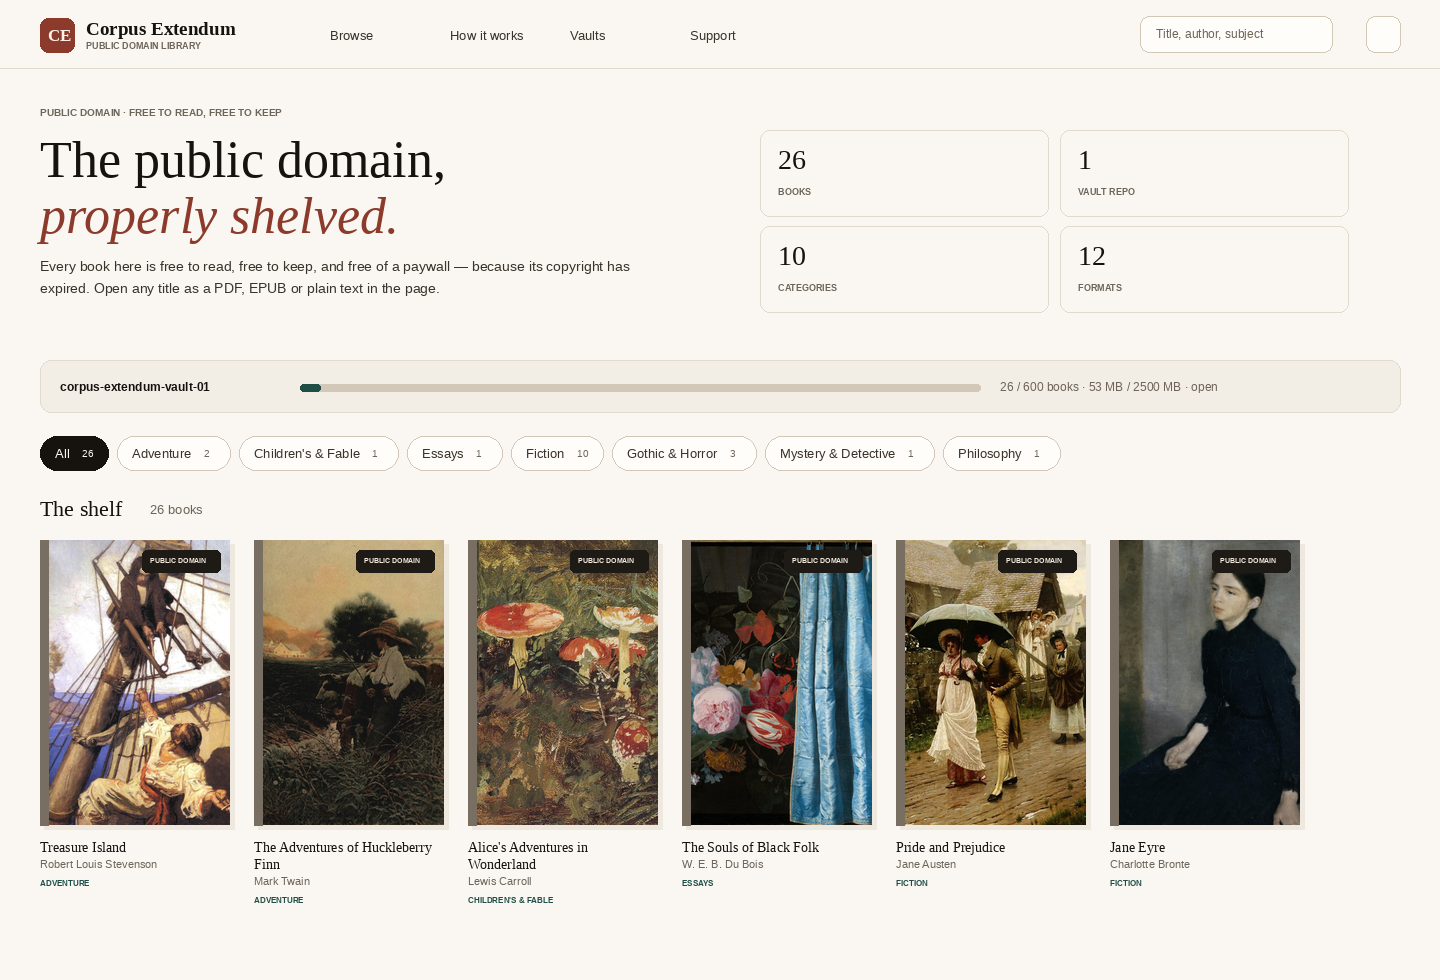 CE
Corpus Extendum
PUBLIC DOMAIN LIBRARY
Browse
How it works
Vaults
Support
Title, author, subject
PUBLIC DOMAIN · FREE TO READ, FREE TO KEEP
The public domain,
properly shelved.
Every book here is free to read, free to keep, and free of a paywall — because its copyright has
expired. Open any title as a PDF, EPUB or plain text in the page.
26
BOOKS
1
VAULT REPO
10
CATEGORIES
12
FORMATS
corpus-extendum-vault-01
26 / 600 books · 53 MB / 2500 MB · open
All 26
Adventure 2
Children's & Fable 1
Essays 1
Fiction 10
Gothic & Horror 3
Mystery & Detective 1
Philosophy 1
The shelf
26 books
PUBLIC DOMAIN
Treasure Island
Robert Louis Stevenson
ADVENTURE
PUBLIC DOMAIN
The Adventures of Huckleberry
Finn
Mark Twain
ADVENTURE
PUBLIC DOMAIN
Alice's Adventures in
Wonderland
Lewis Carroll
CHILDREN'S & FABLE
PUBLIC DOMAIN
The Souls of Black Folk
W. E. B. Du Bois
ESSAYS
PUBLIC DOMAIN
Pride and Prejudice
Jane Austen
FICTION
PUBLIC DOMAIN
Jane Eyre
Charlotte Bronte
FICTION